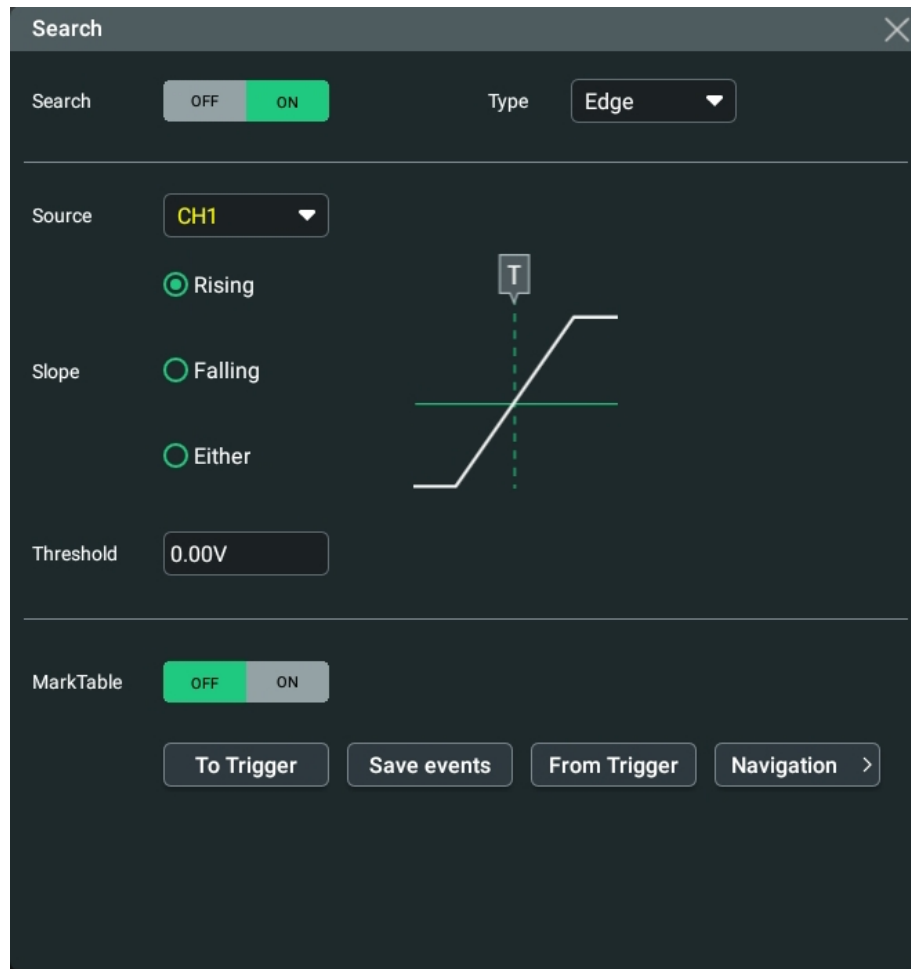 Search
Search OFF ON Type Edge
Source CH1
Rising
T
Slope Falling
Either
Threshold 0.00V
MarkTable OFF ON
To Trigger Save events From Trigger Navigation >